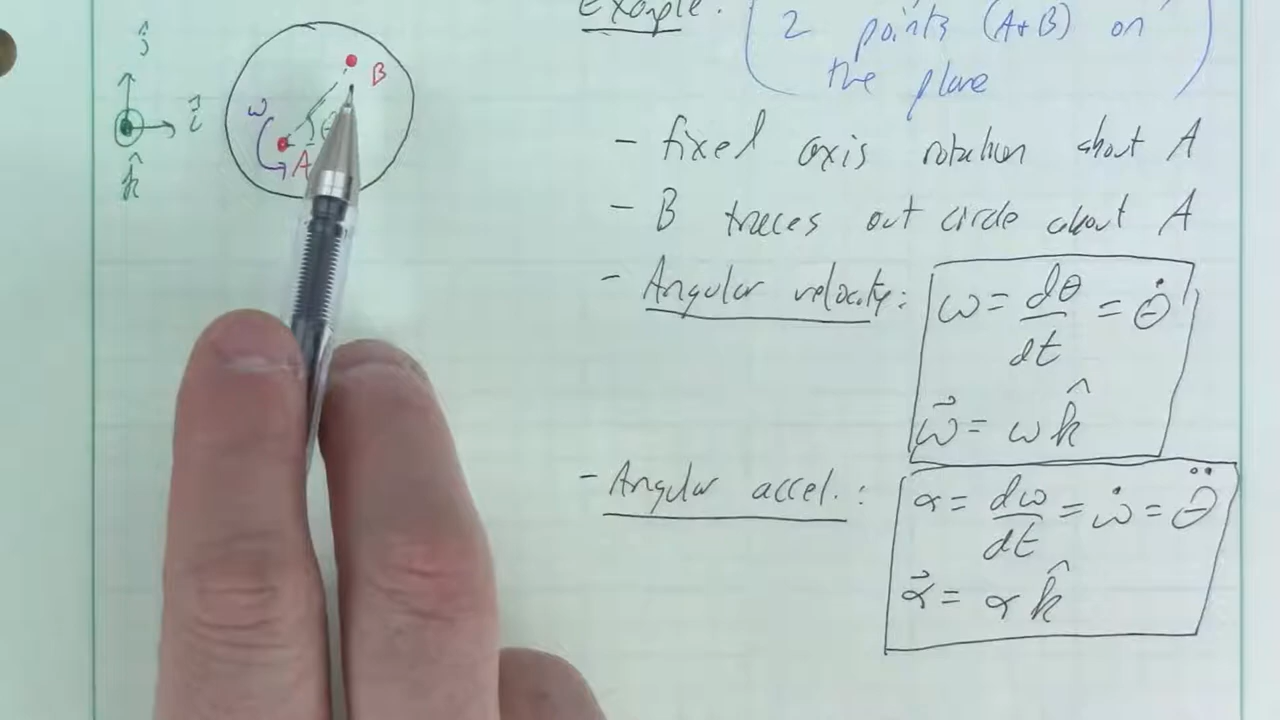 Example:
2 points (A+B) on
the plane
- fixed axis rotation about A
- B traces out circle about A
- Angular velocity: ω = dθ/dt = θ̇
ω⃗ = ω k̂
- Angular accel.: α = dω/dt = ω̇ = θ̈
α⃗ = α k̂
ĵ
î
k̂
B
ω
θ
A